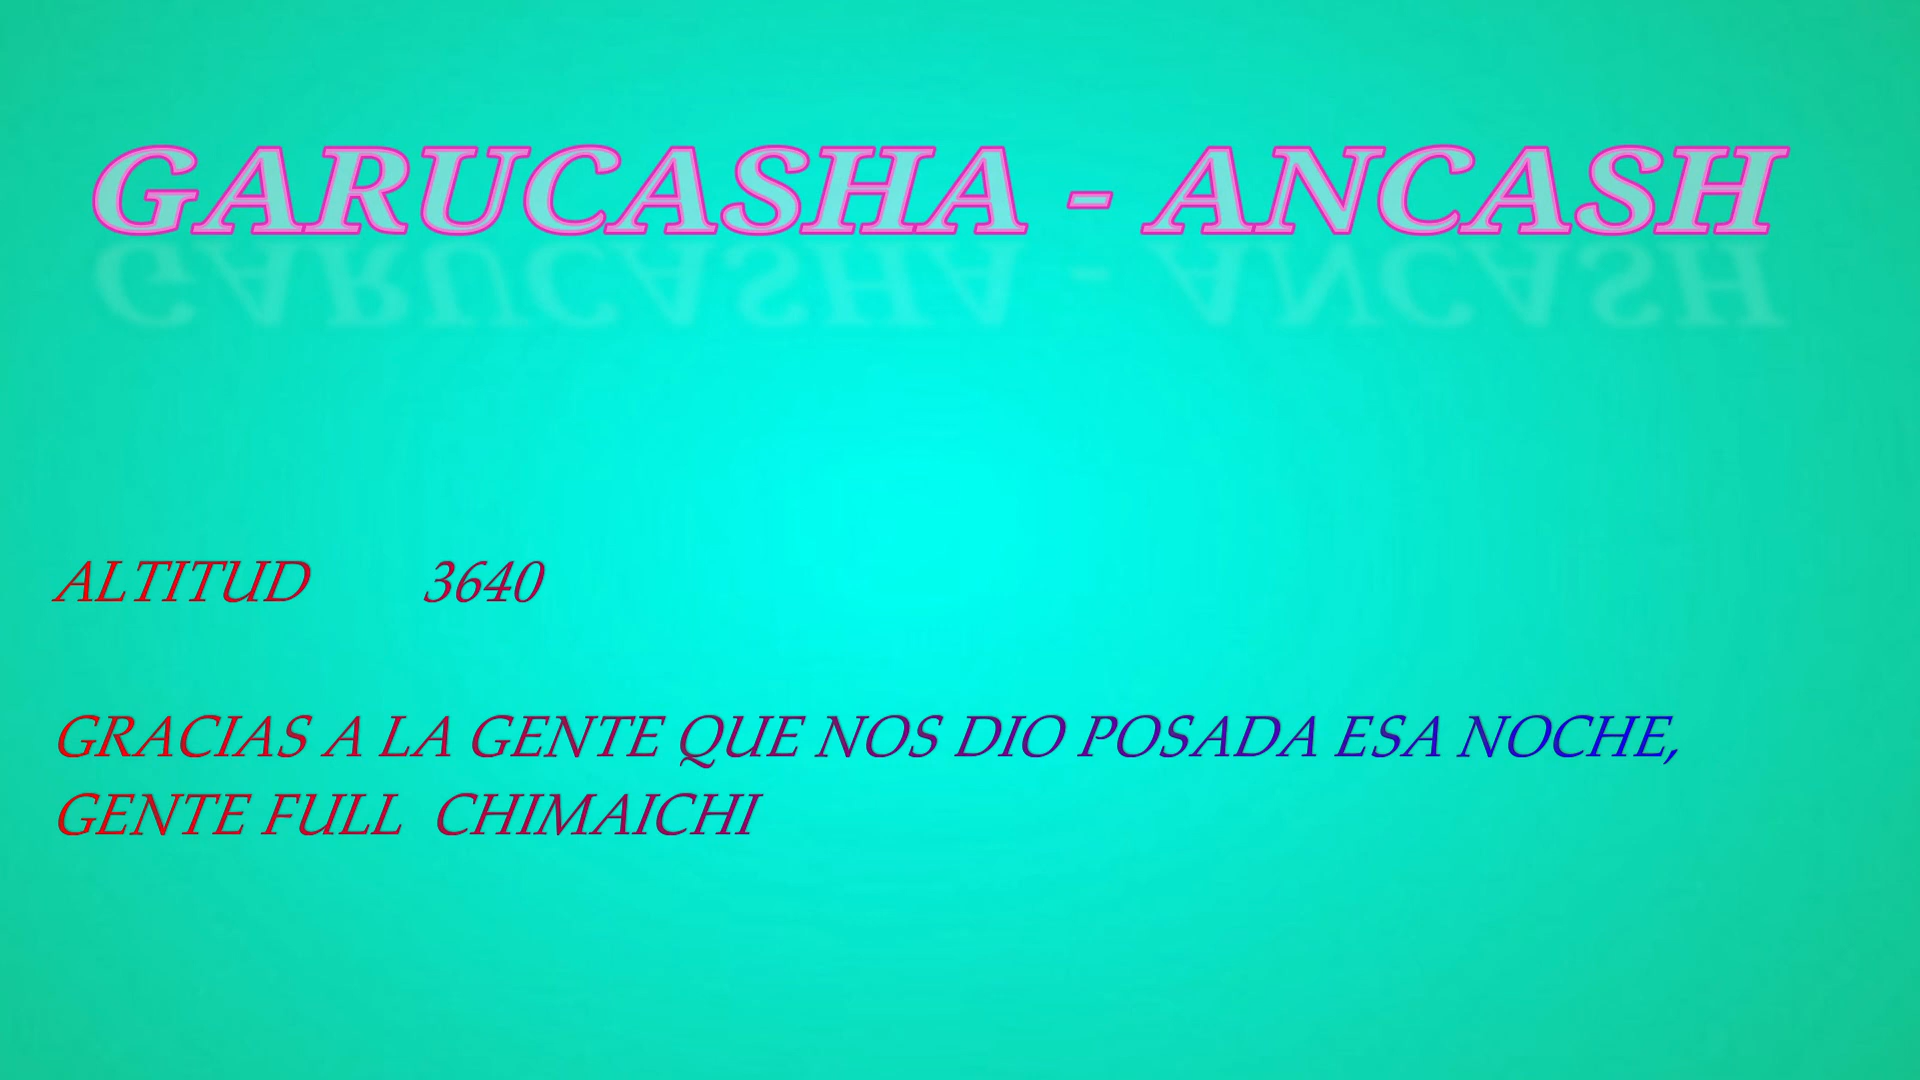 GARUCASHA - ANCASH
ALTITUD 3640
GRACIAS A LA GENTE QUE NOS DIO POSADA ESA NOCHE,
GENTE FULL CHIMAICHI